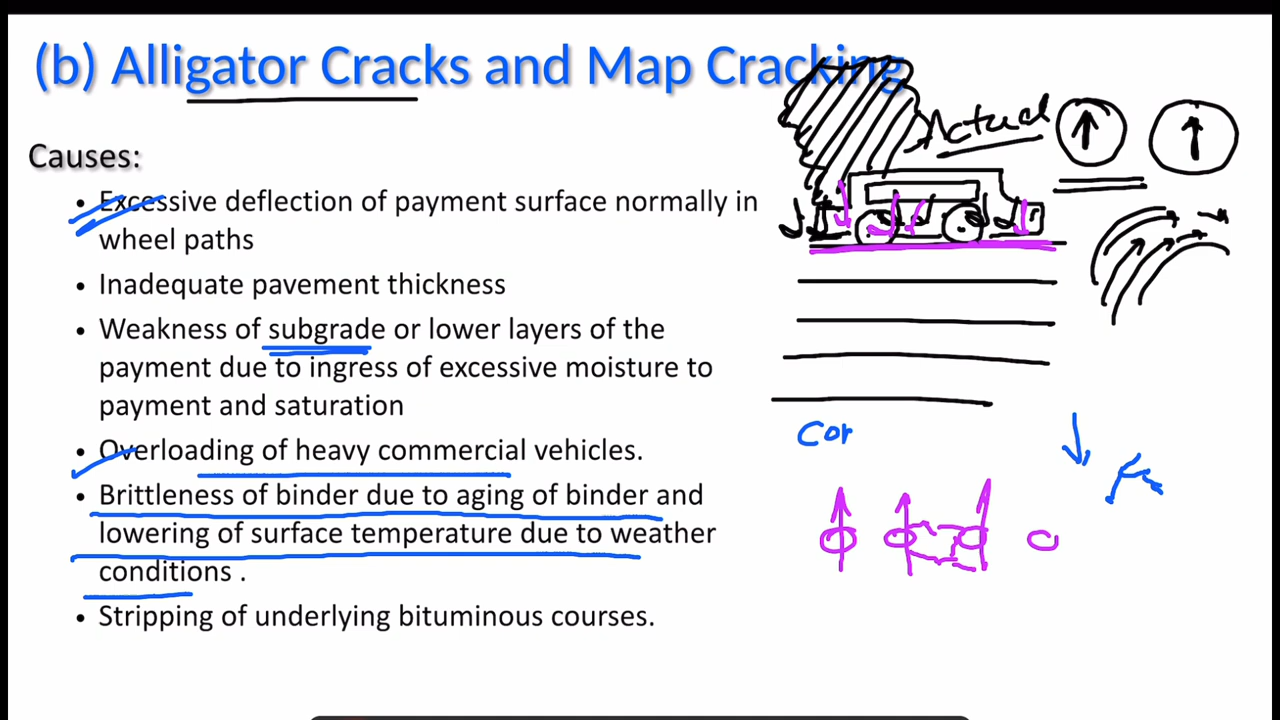 (b) Alligator Cracks and Map Cracking
Actual
Causes:
• Excessive deflection of payment surface normally in
wheel paths
• Inadequate pavement thickness
• Weakness of subgrade or lower layers of the
payment due to ingress of excessive moisture to
payment and saturation
• Overloading of heavy commercial vehicles.
Cor
• Brittleness of binder due to aging of binder and
lowering of surface temperature due to weather
conditions .
• Stripping of underlying bituminous courses.